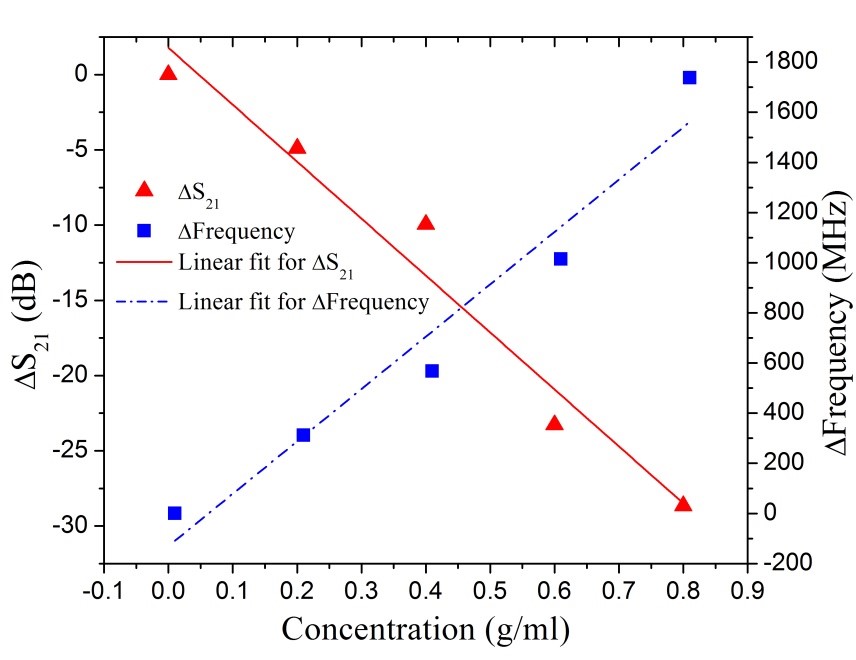 0
-5
-10
-15
-20
-25
-30
ΔS21 (dB)
ΔS21
ΔFrequency
Linear fit for ΔS21
Linear fit for ΔFrequency
1800
1600
1400
1200
1000
800
600
400
200
0
-200
ΔFrequency (MHz)
-0.1 0.0 0.1 0.2 0.3 0.4 0.5 0.6 0.7 0.8 0.9
Concentration (g/ml)